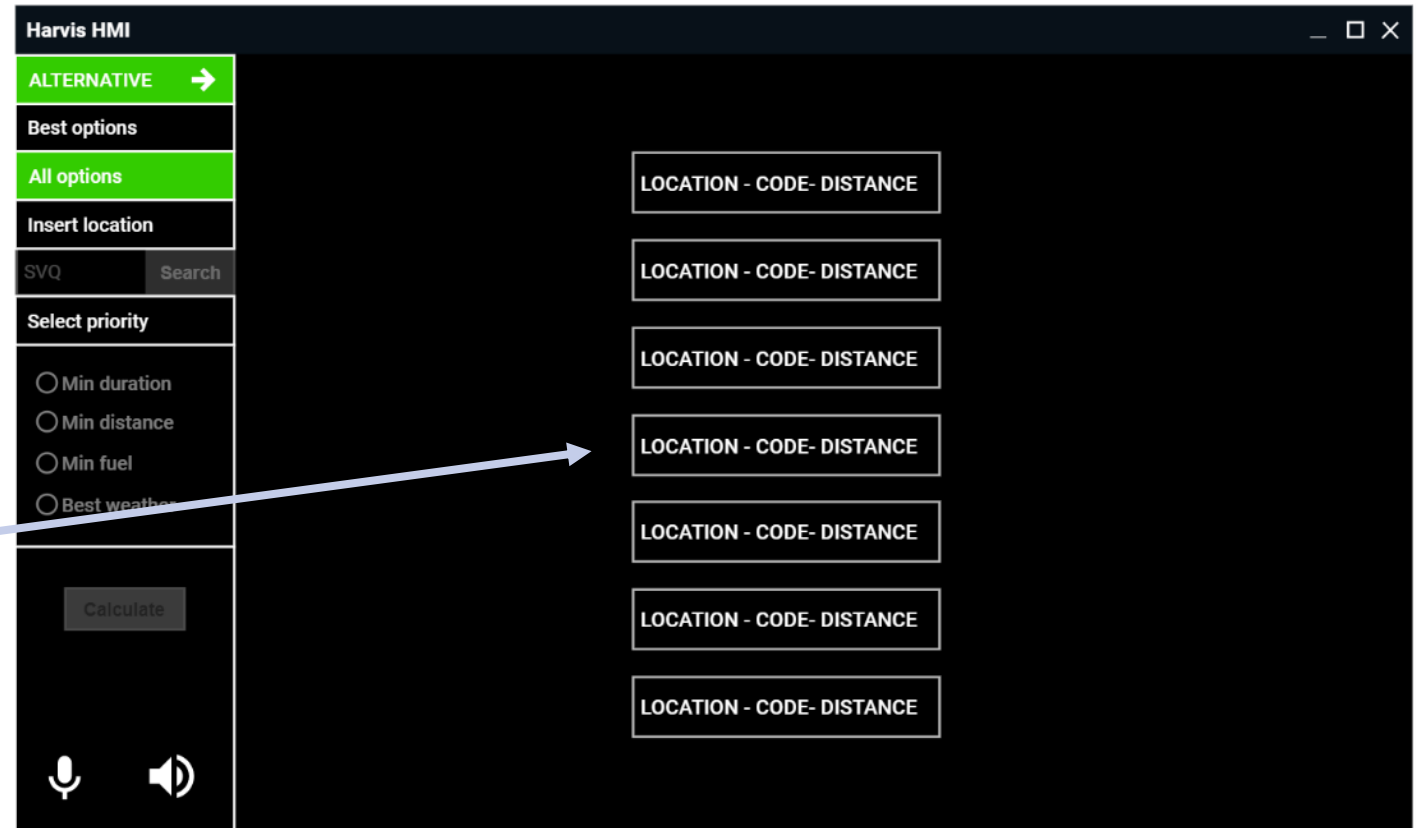 Harvis HMI
ALTERNATIVE
Best options
All options
Insert location
SVQ Search
Select priority
Min duration
Min distance
Min fuel
Best weather
Calculate
LOCATION - CODE- DISTANCE
LOCATION - CODE- DISTANCE
LOCATION - CODE- DISTANCE
LOCATION - CODE- DISTANCE
LOCATION - CODE- DISTANCE
LOCATION - CODE- DISTANCE
LOCATION - CODE- DISTANCE